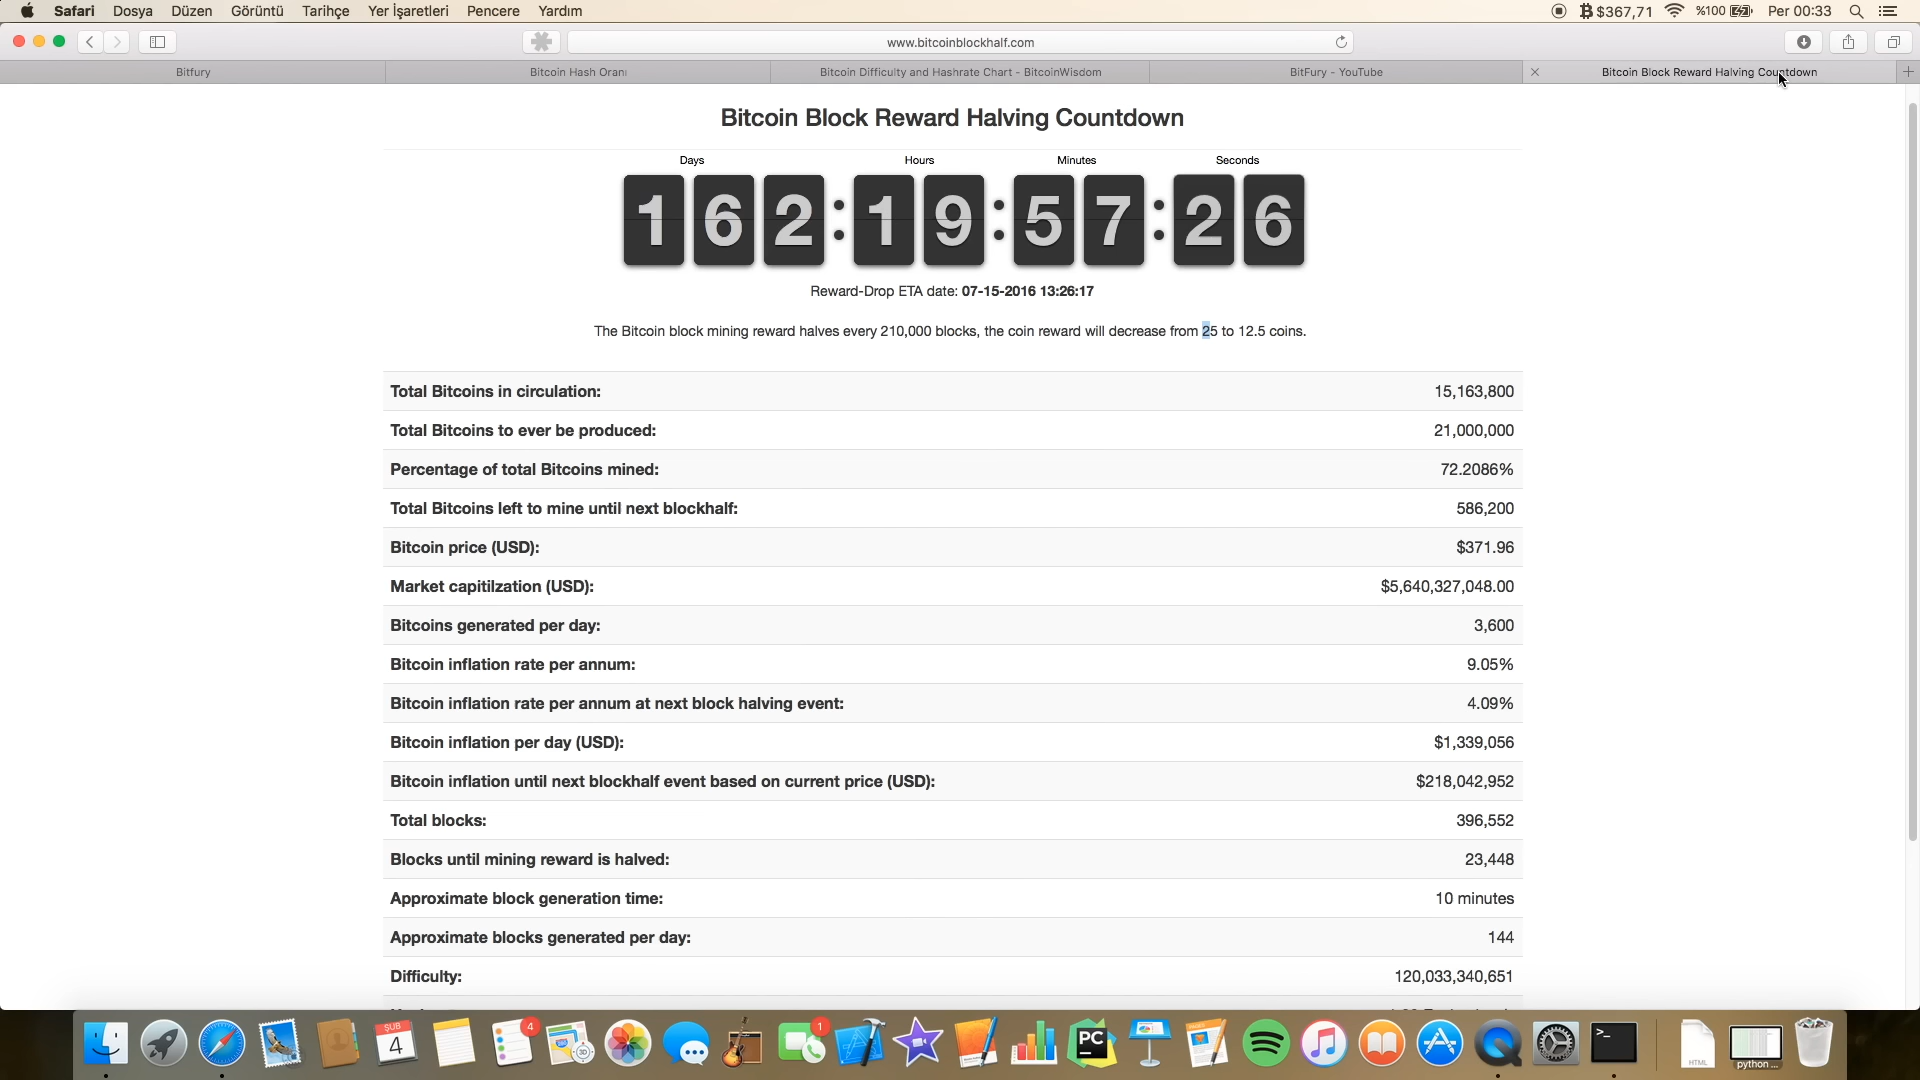 Safari Dosya Düzen Görüntü Tarihçe Yer İşaretleri Pencere Yardım $367,71 %100 Per 00:33
www.bitcoinblockhalf.com
Bitfury Bitcoin Hash Oranı Bitcoin Difficulty and Hashrate Chart - BitcoinWisdom BitFury - YouTube Bitcoin Block Reward Halving Countdown
Bitcoin Block Reward Halving Countdown
Days Hours Minutes Seconds
162:19:57:26
Reward-Drop ETA date: 07-15-2016 13:26:17
The Bitcoin block mining reward halves every 210,000 blocks, the coin reward will decrease from 25 to 12.5 coins.
Total Bitcoins in circulation: 15,163,800
Total Bitcoins to ever be produced: 21,000,000
Percentage of total Bitcoins mined: 72.2086%
Total Bitcoins left to mine until next blockhalf: 586,200
Bitcoin price (USD): $371.96
Market capitilzation (USD): $5,640,327,048.00
Bitcoins generated per day: 3,600
Bitcoin inflation rate per annum: 9.05%
Bitcoin inflation rate per annum at next block halving event: 4.09%
Bitcoin inflation per day (USD): $1,339,056
Bitcoin inflation until next blockhalf event based on current price (USD): $218,042,952
Total blocks: 396,552
Blocks until mining reward is halved: 23,448
Approximate block generation time: 10 minutes
Approximate blocks generated per day: 144
Difficulty: 120,033,340,651
ŞUB
4
4
3D
1
PC
>_
HTML
python ...